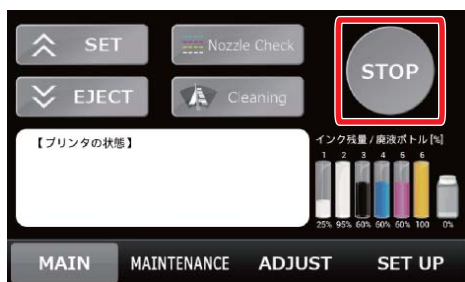 SET
Nozzle Check
STOP
EJECT
Cleaning
【プリンタの状態】
インク残量/廃液ボトル[%]
1 2 3 4 5 6
25% 95% 60% 60% 60% 100 0%
MAIN MAINTENANCE ADJUST SET UP